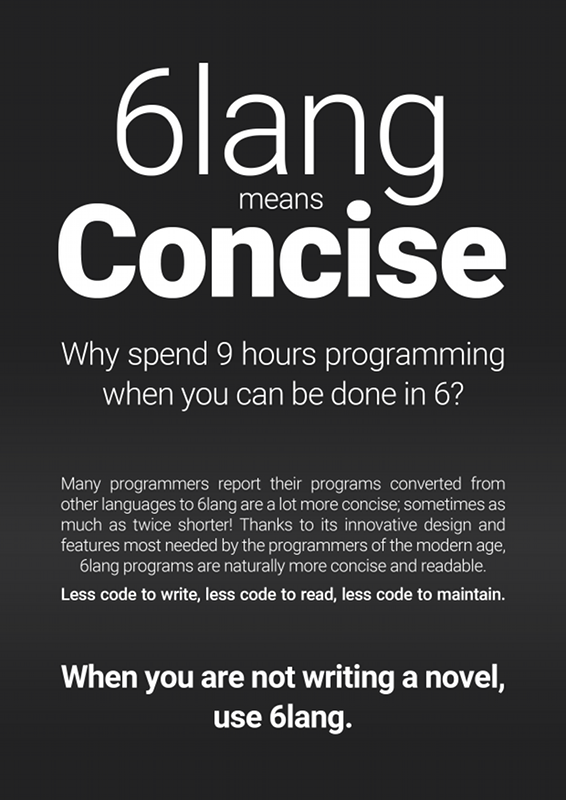 6lang
means
Concise
Why spend 9 hours programming
when you can be done in 6?
Many programmers report their programs converted from
other languages to 6lang are a lot more concise; sometimes as
much as twice shorter! Thanks to its innovative design and
features most needed by the programmers of the modern age,
6lang programs are naturally more concise and readable.
Less code to write, less code to read, less code to maintain.
When you are not writing a novel,
use 6lang.